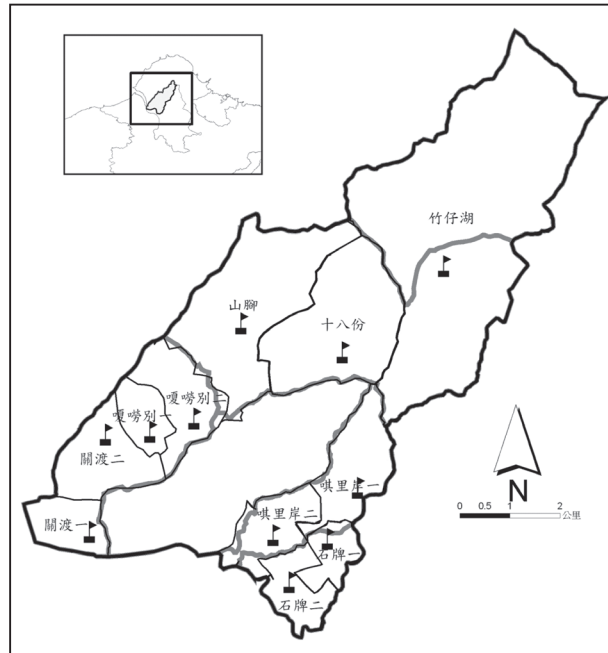 竹仔湖
山腳
十八份
嗄嘮別二
嗄嘮別一
關渡二
唭里岸一
唭里岸二
關渡一
石牌一
石牌二
N
0 0.5 1 2
公里